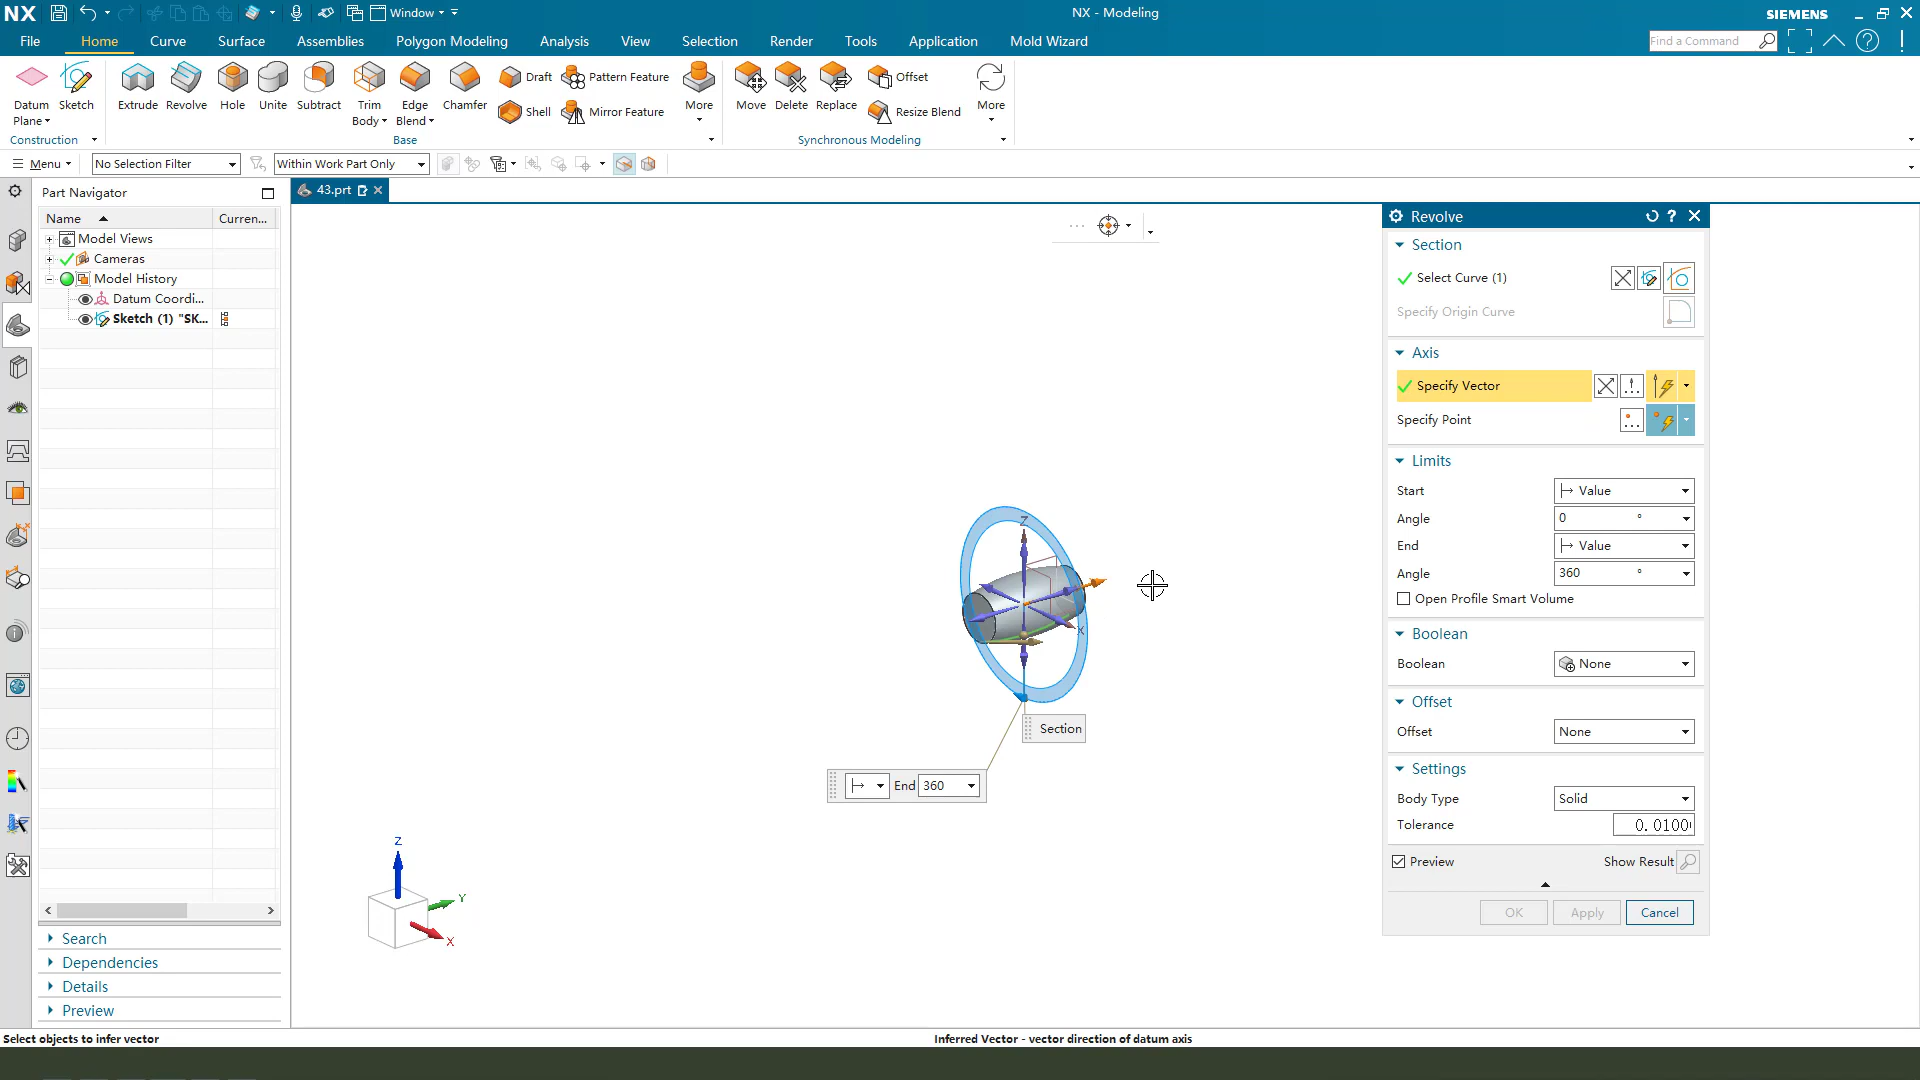 NX
Window
NX - Modeling
SIEMENS
File
Home
Curve
Surface
Assemblies
Polygon Modeling
Analysis
View
Selection
Render
Tools
Application
Mold Wizard
Find a Command
Datum
Plane
Sketch
Extrude
Revolve
Hole
Unite
Subtract
Trim
Body
Edge
Blend
Chamfer
Draft
Shell
Pattern Feature
Mirror Feature
More
Move
Delete
Replace
Offset
Resize Blend
More
Construction
Base
Synchronous Modeling
Menu
No Selection Filter
Within Work Part Only
Part Navigator
43.prt
Name
Curren...
Model Views
Cameras
Model History
Datum Coordi...
Sketch (1) "SK...
Search
Dependencies
Details
Preview
Z
X
Section
End 360
Z
Y
X
Revolve
Section
Select Curve (1)
Specify Origin Curve
Axis
Specify Vector
Specify Point
Limits
Start
Value
Angle
0 °
End
Value
Angle
360 °
Open Profile Smart Volume
Boolean
Boolean
None
Offset
Offset
None
Settings
Body Type
Solid
Tolerance
0.0100
Preview
Show Result
OK
Apply
Cancel
Select objects to infer vector
Inferred Vector - vector direction of datum axis